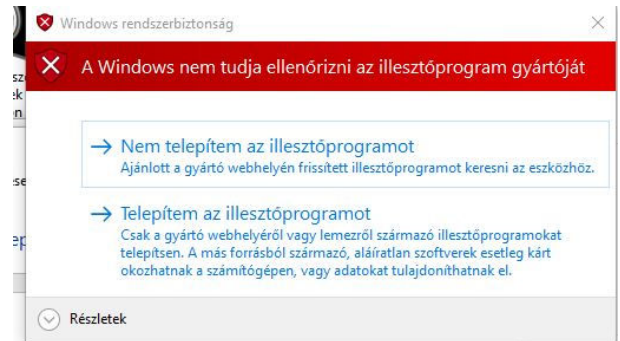 Windows rendszerbiztonság
A Windows nem tudja ellenőrizni az illesztőprogram gyártóját
Nem telepítem az illesztőprogramot
Ajánlott a gyártó webhelyén frissített illesztőprogramot keresni az eszközhöz.
Telepítem az illesztőprogramot
Csak a gyártó webhelyéről vagy lemezről származó illesztőprogramokat
telepítsen. A más forrásból származó, aláíratlan szoftverek esetleg kárt
okozhatnak a számítógépen, vagy adatokat tulajdoníthatnak el.
Részletek